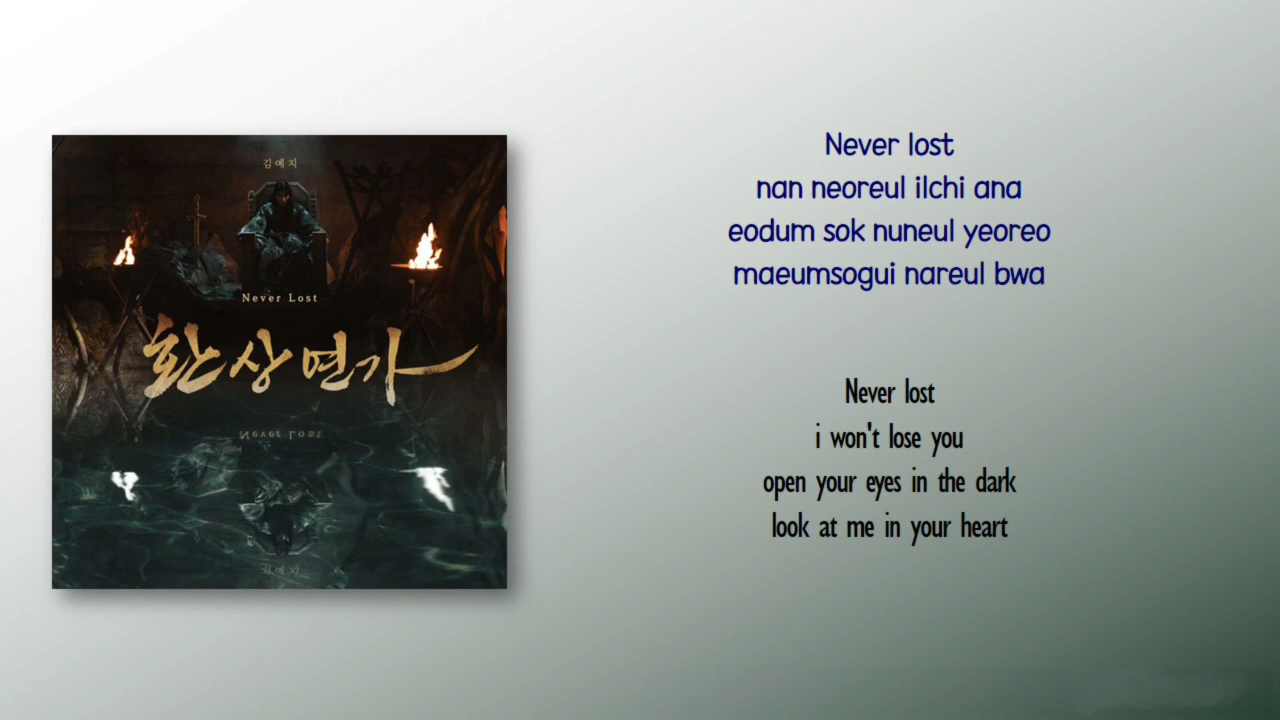 김예지
Never Lost
환상연가
Never Lost
김예지
Never lost
nan neoreul ilchi ana
eodum sok nuneul yeoreo
maeumsogui nareul bwa
Never lost
i won't lose you
open your eyes in the dark
look at me in your heart